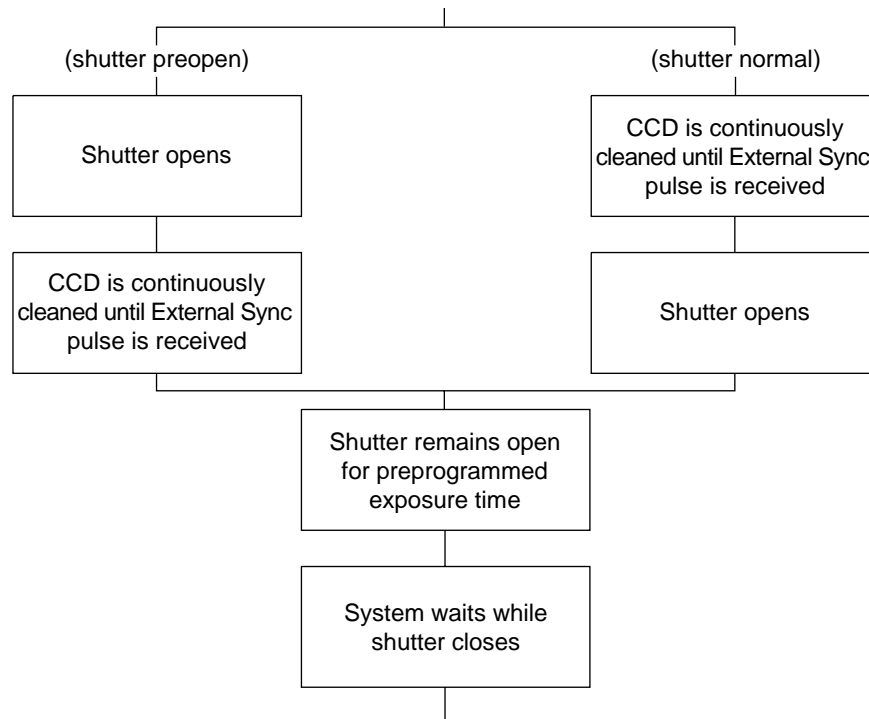 (shutter preopen)
(shutter normal)
Shutter opens
CCD is continuously
cleaned until External Sync
pulse is received
CCD is continuously
cleaned until External Sync
pulse is received
Shutter opens
Shutter remains open
for preprogrammed
exposure time
System waits while
shutter closes